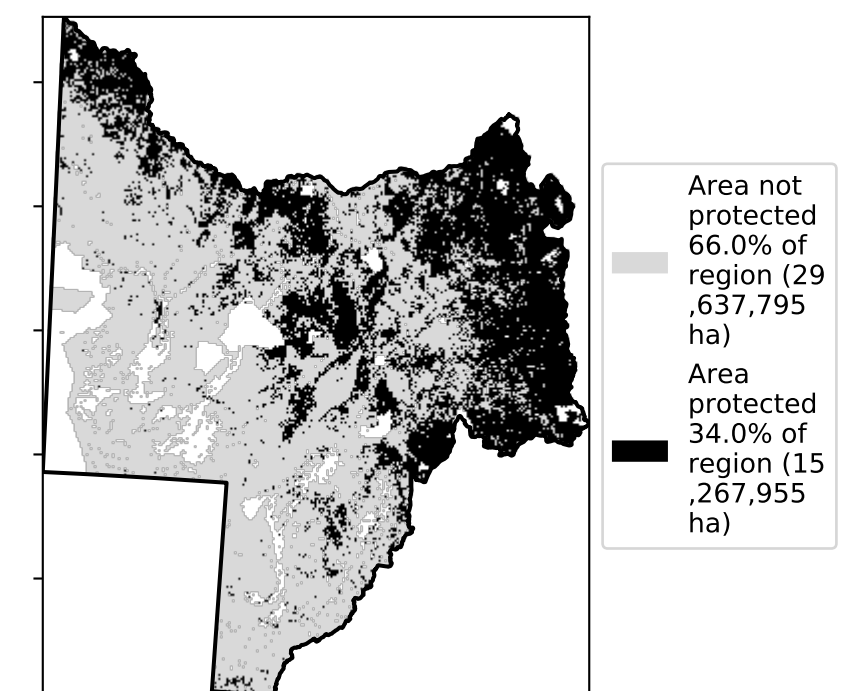 Area not
protected
66.0% of
region (29
,637,795
ha)
Area
protected
34.0% of
region (15
,267,955
ha)